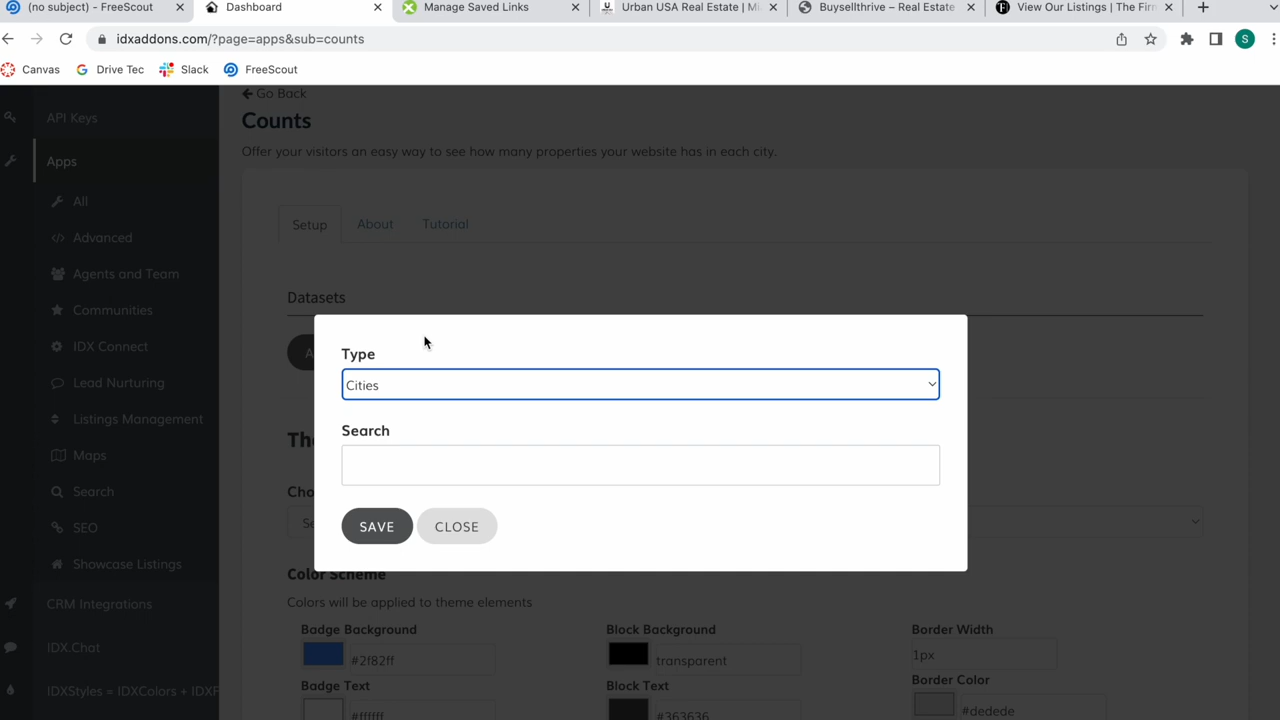 (no subject) - FreeScout
Dashboard
Manage Saved Links
Urban USA Real Estate | Mi
Buysellthrive – Real Estate
View Our Listings | The Firm
idxaddons.com/?page=apps&sub=counts
S
Canvas
Drive Tec
Slack
FreeScout
API Keys
Apps
All
Advanced
Agents and Team
Communities
IDX Connect
Lead Nurturing
Listings Management
Maps
Search
SEO
Showcase Listings
CRM Integrations
IDX.Chat
IDXStyles = IDXColors + IDXF
Go Back
Counts
Offer your visitors an easy way to see how many properties your website has in each city.
Setup
About
Tutorial
Datasets
A
Type
Cities
Search
SAVE
CLOSE
The
Cho
Se
Color Scheme
Colors will be applied to theme elements
Badge Background
#2f82ff
Badge Text
#ffffff
Block Background
transparent
Block Text
#363636
Border Width
1px
Border Color
#dedede